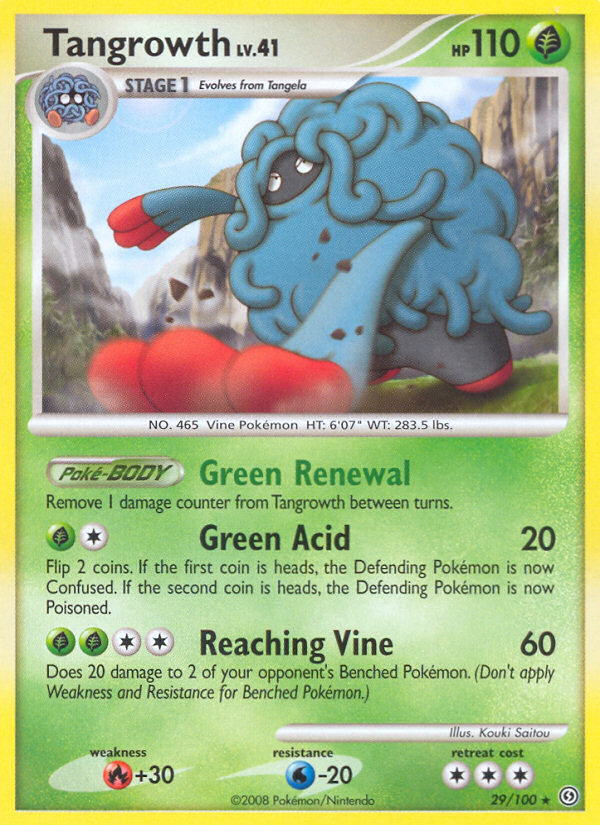 Tangrowth LV.41 HP 110
STAGE 1 Evolves from Tangela
NO. 465 Vine Pokémon HT: 6'07" WT: 283.5 lbs.
Poké-BODY Green Renewal
Remove 1 damage counter from Tangrowth between turns.
Green Acid 20
Flip 2 coins. If the first coin is heads, the Defending Pokémon is now
Confused. If the second coin is heads, the Defending Pokémon is now
Poisoned.
Reaching Vine 60
Does 20 damage to 2 of your opponent's Benched Pokémon. (Don't apply
Weakness and Resistance for Benched Pokémon.)
Illus. Kouki Saitou
weakness resistance retreat cost
+30 -20
©2008 Pokémon/Nintendo 29/100 ★